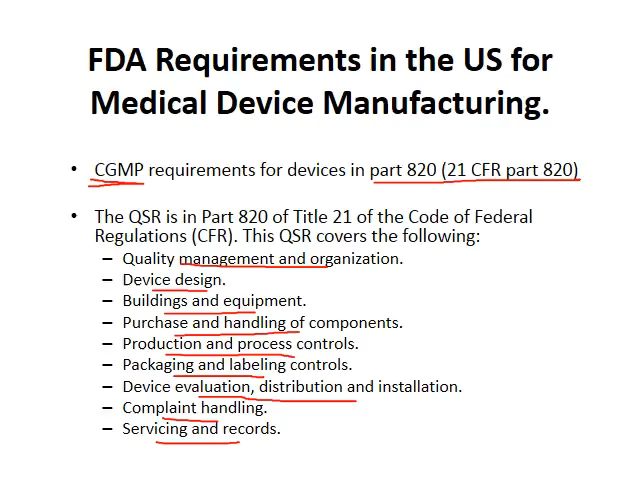 FDA Requirements in the US for
Medical Device Manufacturing.
• CGMP requirements for devices in part 820 (21 CFR part 820)
• The QSR is in Part 820 of Title 21 of the Code of Federal
Regulations (CFR). This QSR covers the following:
– Quality management and organization.
– Device design.
– Buildings and equipment.
– Purchase and handling of components.
– Production and process controls.
– Packaging and labeling controls.
– Device evaluation, distribution and installation.
– Complaint handling.
– Servicing and records.